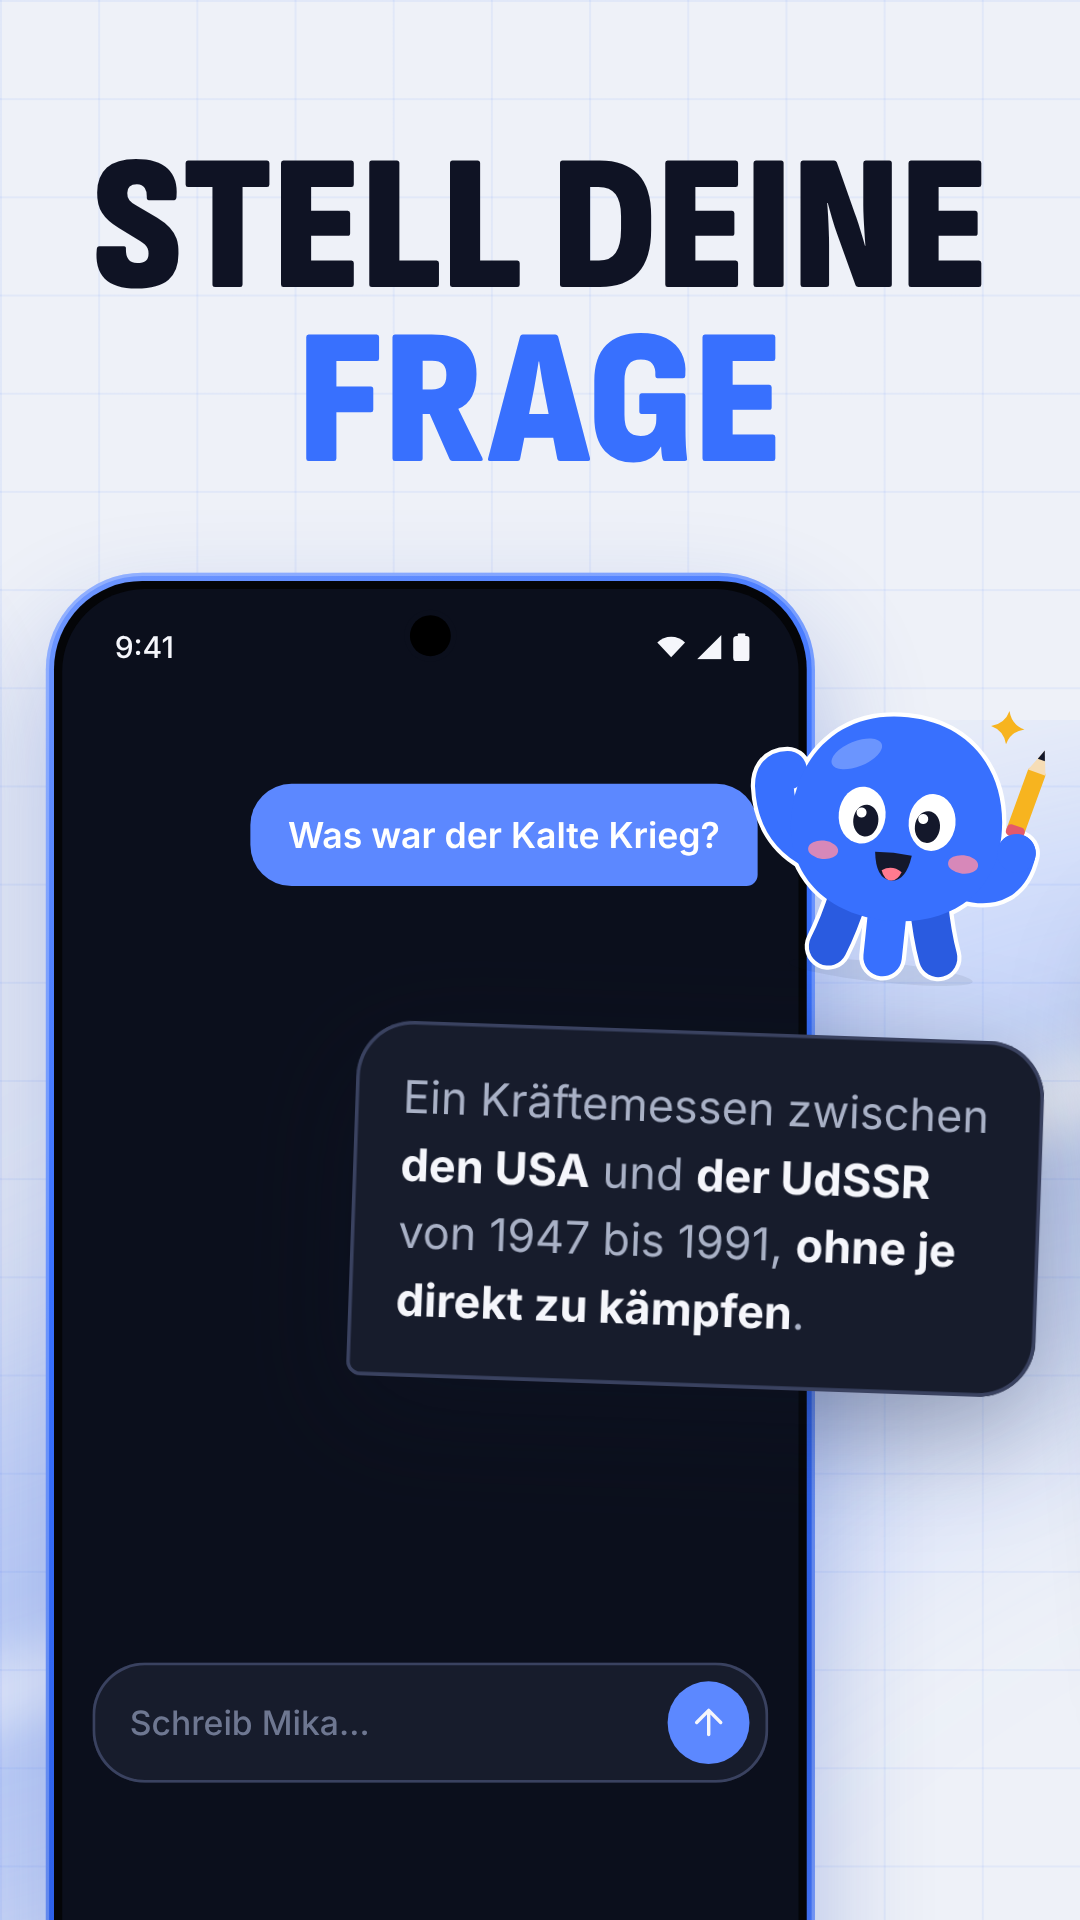 STELL DEINE
FRAGE
9:41
Was war der Kalte Krieg?
Ein Kräftemessen zwischen
den USA und der UdSSR
von 1947 bis 1991, ohne je
direkt zu kämpfen.
Schreib Mika...